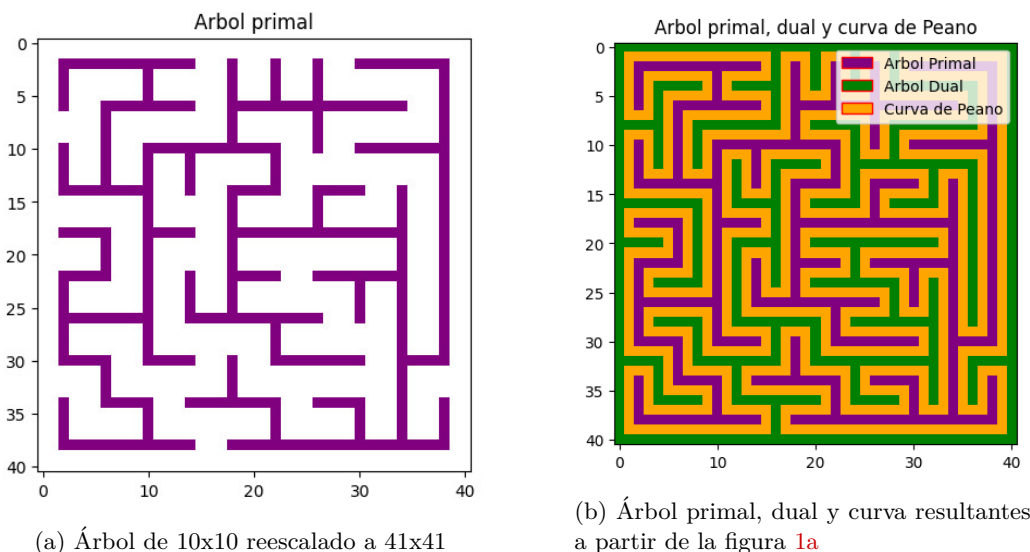 Arbol primal
0
5
10
15
20
25
30
35
40
0 10 20 30 40
(a) Árbol de 10x10 reescalado a 41x41
Arbol primal, dual y curva de Peano
Arbol Primal
Arbol Dual
Curva de Peano
0
5
10
15
20
25
30
35
40
0 10 20 30 40
(b) Árbol primal, dual y curva resultantes
a partir de la figura 1a